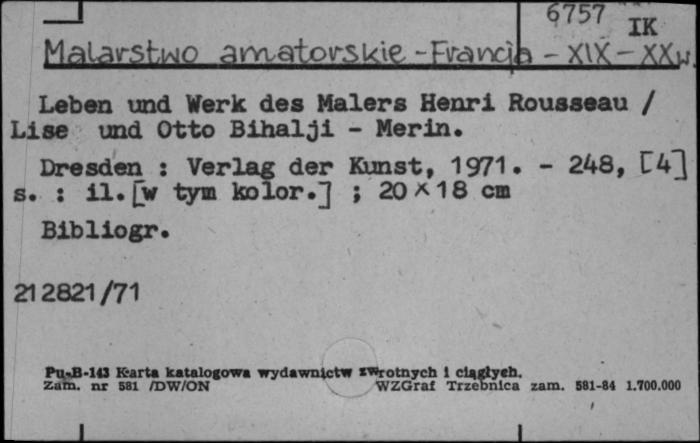 6757 IK
Malarstwo amatorskie - Francja - XIX - XX w.
Leben und Werk des Malers Henri Rousseau /
Lise und Otto Bihalji - Merin.
Dresden : Verlag der Kunst, 1971. - 248, [4]
s. : il.[w tym kolor.] ; 20 × 18 cm
Bibliogr.
212821/71
Pu-B-143 Karta katalogowa wydawnictw zwrotnych i ciągłych.
Zam. nr 581 /DW/ON WZGraf Trzebnica zam. 581-84 1.700.000